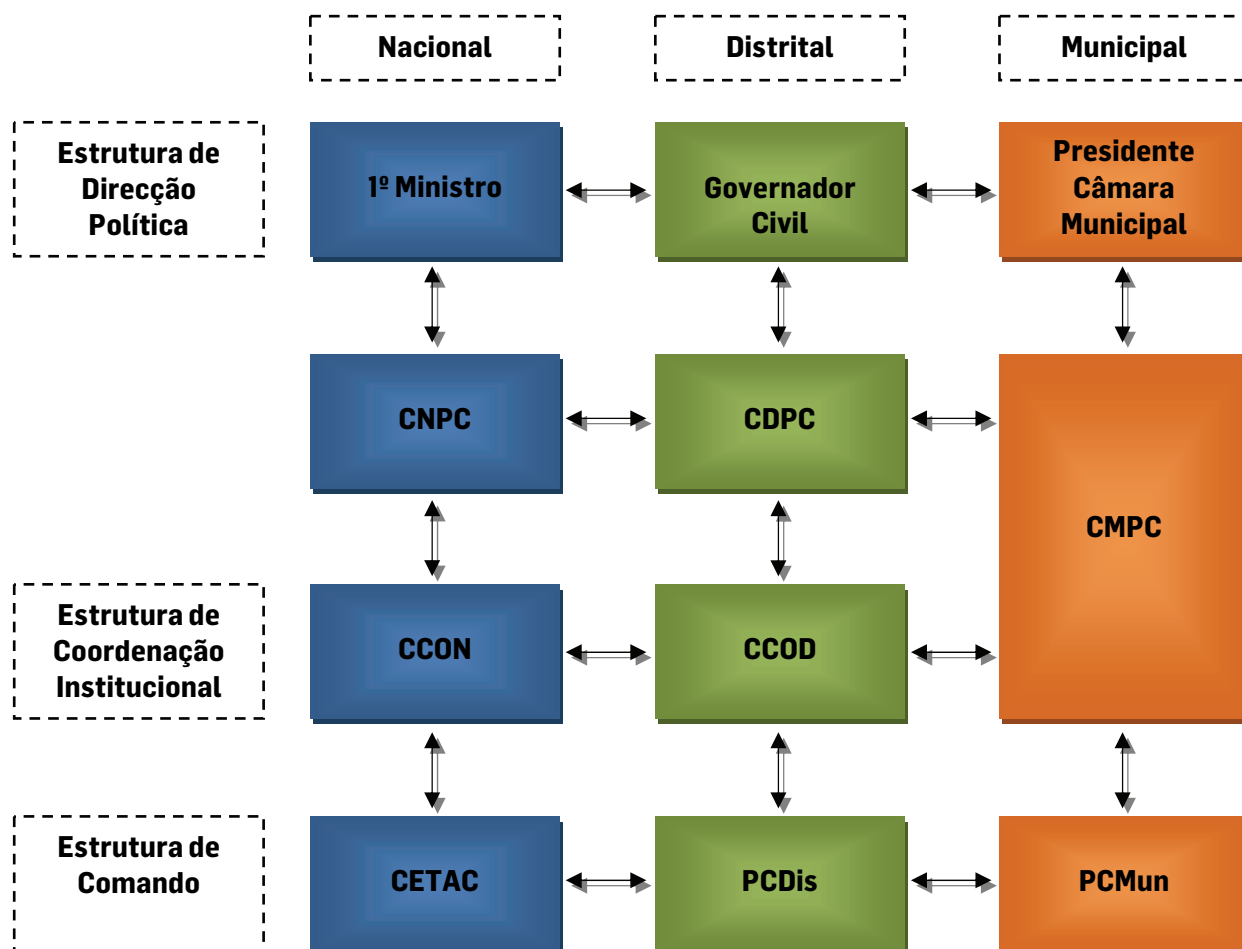 Nacional
Distrital
Municipal
Estrutura de
Direcção
Política
1º Ministro
Governador
Civil
Presidente
Câmara
Municipal
CNPC
CDPC
CMPC
Estrutura de
Coordenação
Institucional
CCON
CCOD
Estrutura de
Comando
CETAC
PCDis
PCMun